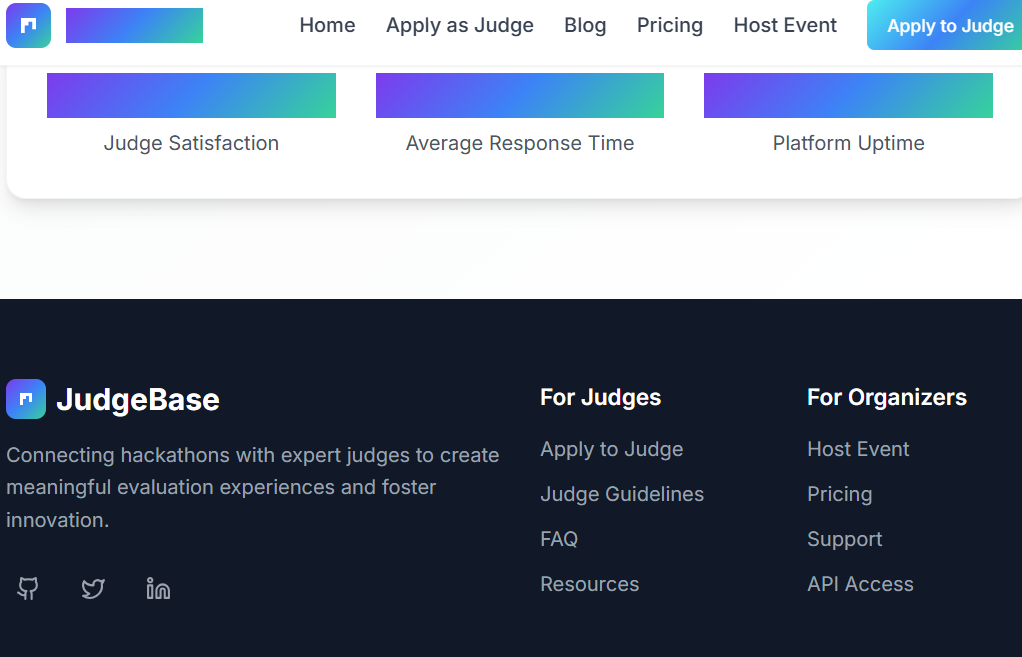 Home Apply as Judge Blog Pricing Host Event Apply to Judge
Judge Satisfaction Average Response Time Platform Uptime
JudgeBase
Connecting hackathons with expert judges to create
meaningful evaluation experiences and foster
innovation.
For Judges
Apply to Judge
Judge Guidelines
FAQ
Resources
For Organizers
Host Event
Pricing
Support
API Access